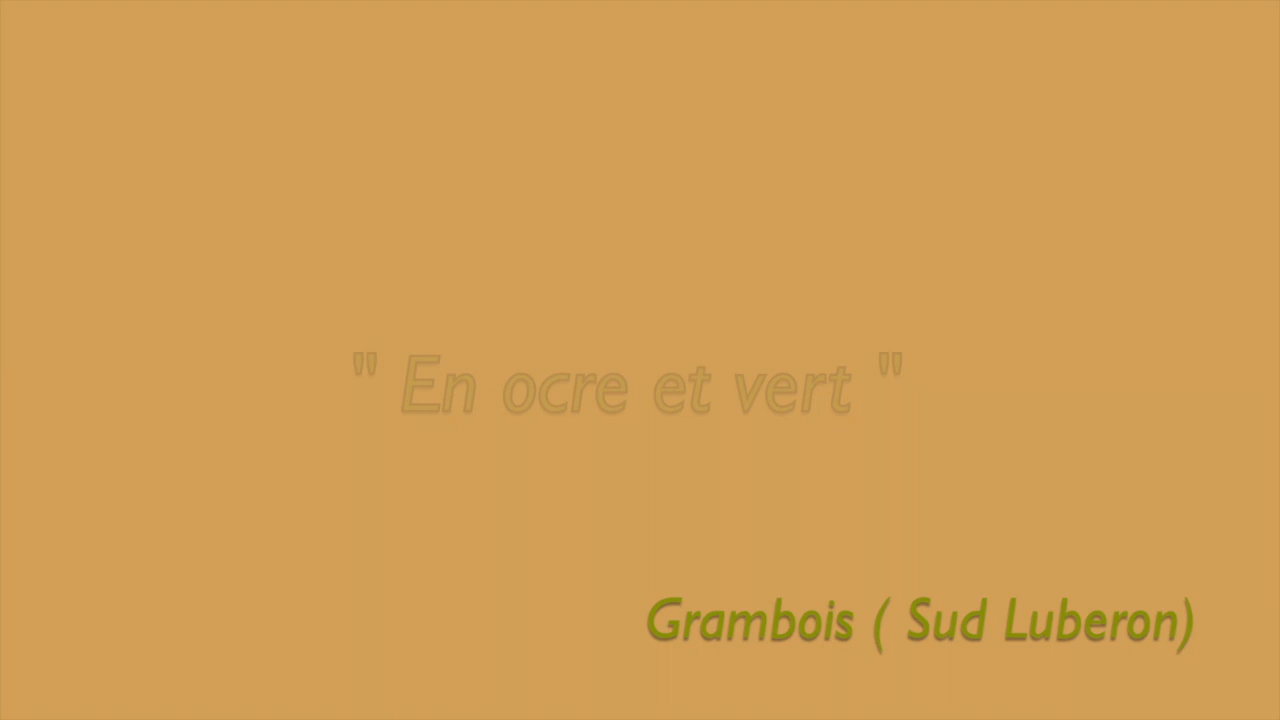 " En ocre et vert "
Grambois ( Sud Luberon)